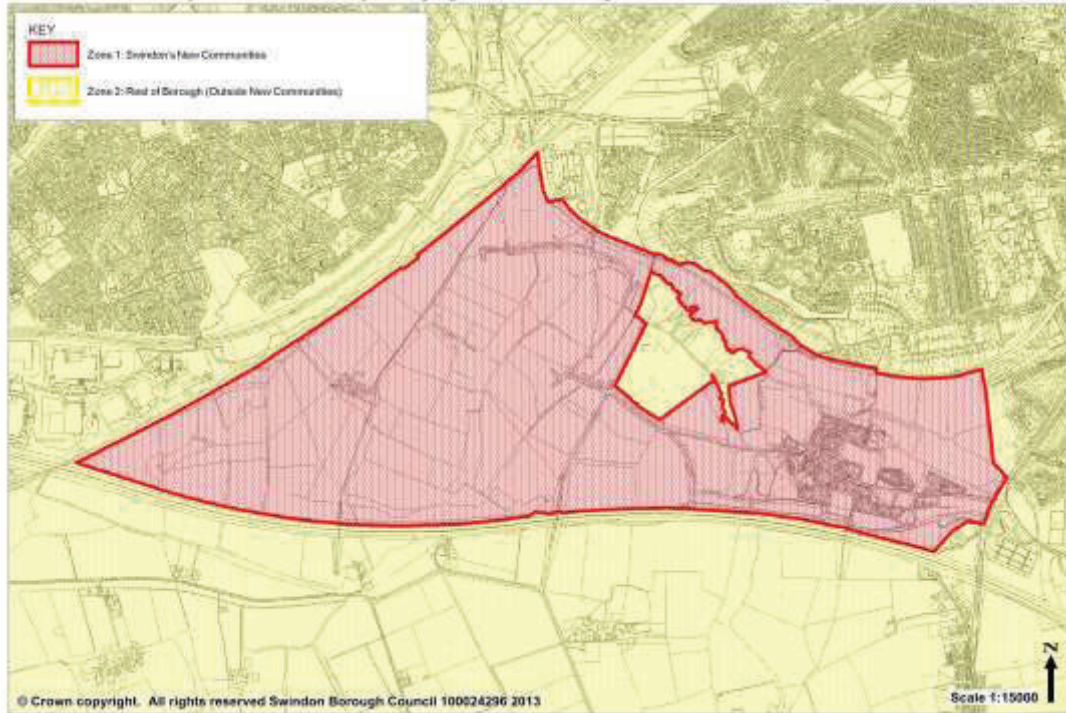 KEY
Zone 1: Swindon's New Communities
Zone 2: Rest of Borough (Outside New Communities)
N
© Crown copyright. All rights reserved Swindon Borough Council 100024296 2013
Scale 1:15000